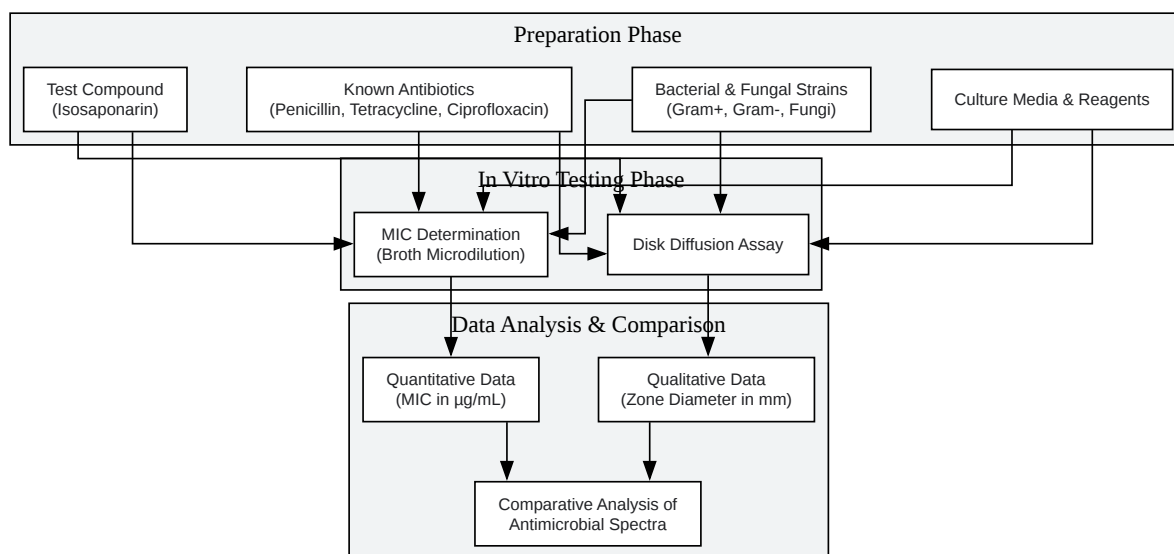 Preparation Phase
Test Compound
(Isosaponarin)
Known Antibiotics
(Penicillin, Tetracycline, Ciprofloxacin)
Bacterial & Fungal Strains
(Gram+, Gram-, Fungi)
Culture Media & Reagents
In Vitro Testing Phase
MIC Determination
(Broth Microdilution)
Disk Diffusion Assay
Data Analysis & Comparison
Quantitative Data
(MIC in µg/mL)
Qualitative Data
(Zone Diameter in mm)
Comparative Analysis of
Antimicrobial Spectra